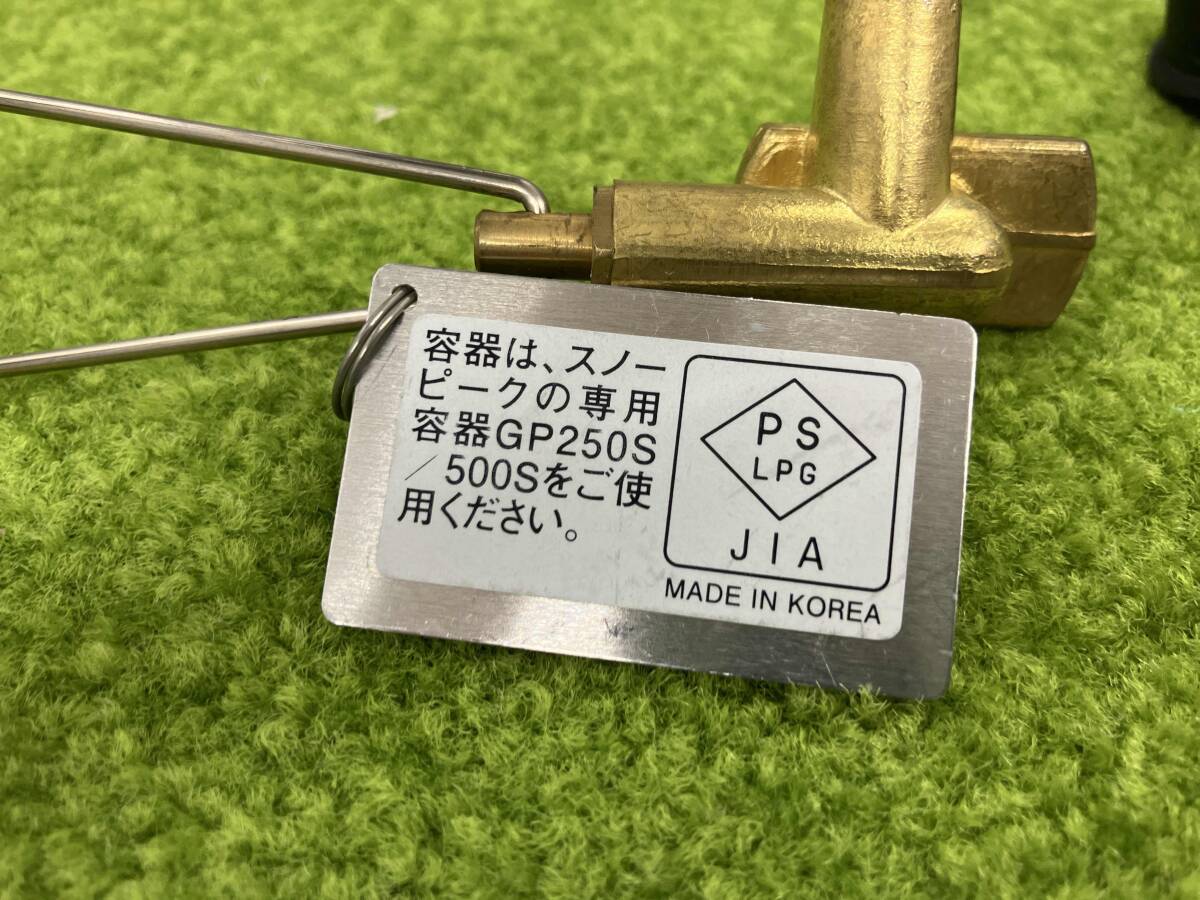 容器は、スノー
ピークの専用
容器GP250S
／500Sをご使
用ください。
PS
LPG
JIA
MADE IN KOREA